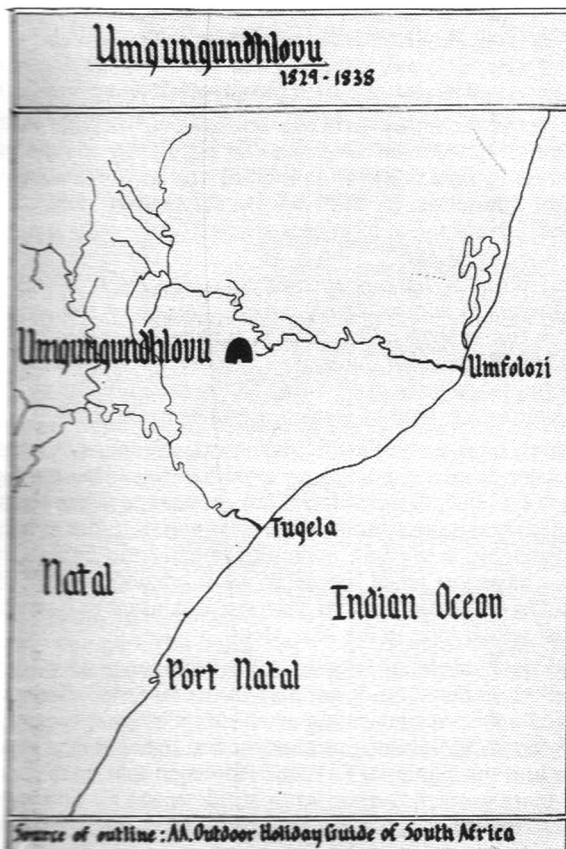 Umgungundhlovu
1829-1838
Umgungundhlovu
Umfolozi
Tugela
Natal
Indian Ocean
Port Natal
Source of outline: AA. Outdoor Holiday Guide of South Africa